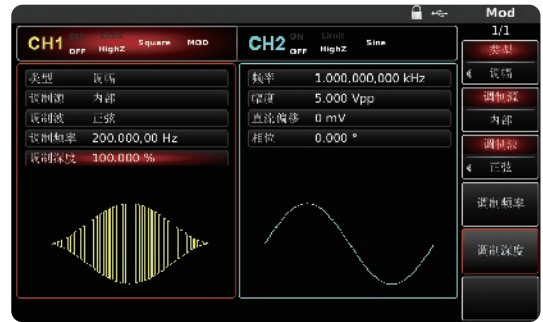 Mod
1/1
CH1 ON OFF Limit HighZ Square MOD
CH2 ON OFF Limit HighZ Sine
类型 调幅
调制源 内部
调制波 正弦
调制频率 200.000,00 Hz
调制深度 100.000 %
频率 1.000,000,000 kHz
幅度 5.000 Vpp
直流偏移 0 mV
相位 0.000 °
类型
调幅
调制源
内部
调制波
正弦
调制频率
调制深度